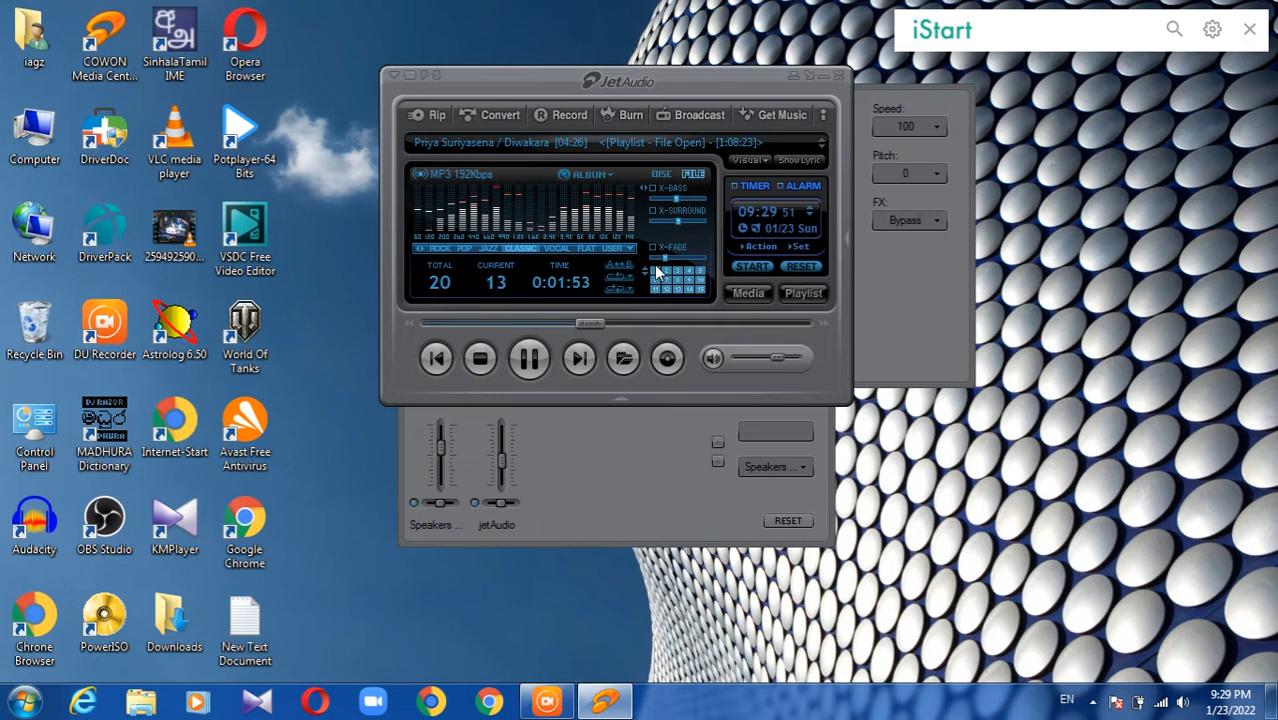 iagz
COWON Media Cent...
SinhalaTamil IME
Opera Browser
Computer
DriverDoc
VLC media player
Potplayer-64 Bits
Network
DriverPack
259492590...
VSDC Free Video Editor
Recycle Bin
DU Recorder
Astrolog 6.50
World Of Tanks
Control Panel
MADHURA Dictionary
Internet-Start
Avast Free Antivirus
Audacity
OBS Studio
KMPlayer
Google Chrome
Chrome Browser
PowerISO
Downloads
New Text Document
iStart
JetAudio
Rip Convert Record Burn Broadcast Get Music
Priya Suriyasena / Diwakara [04:26] <[Playlist - File Open] - [1:08:23]>
Visual Show Lyric
MP3 192Kbps ALBUM DISC FILE
X-BASS
X-SURROUND
X-FADE
ROCK POP JAZZ CLASSIC VOCAL FLAT USER
TOTAL CURRENT TIME A↔B
20 13 0:01:53
TIMER ALARM
09:29 51
01/23 Sun
Action Set
START RESET
Media Playlist
Speed:
100
Pitch:
0
FX:
Bypass
Speakers ...
Speakers ... jetAudio
RESET
EN
9:29 PM
1/23/2022